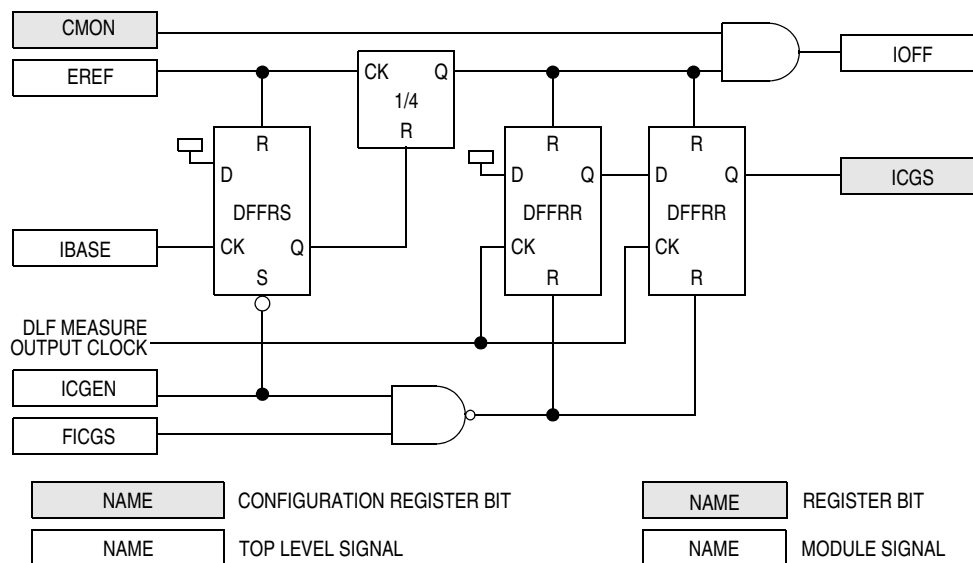 CMON
IOFF
EREF
CK Q
1/4
R
R
D
DFFRS
CK Q
S
R
D Q
DFFRR
CK
R
R
D Q
DFFRR
CK
R
ICGS
IBASE
DLF MEASURE
OUTPUT CLOCK
ICGEN
FICGS
NAME CONFIGURATION REGISTER BIT
NAME REGISTER BIT
NAME TOP LEVEL SIGNAL
NAME MODULE SIGNAL